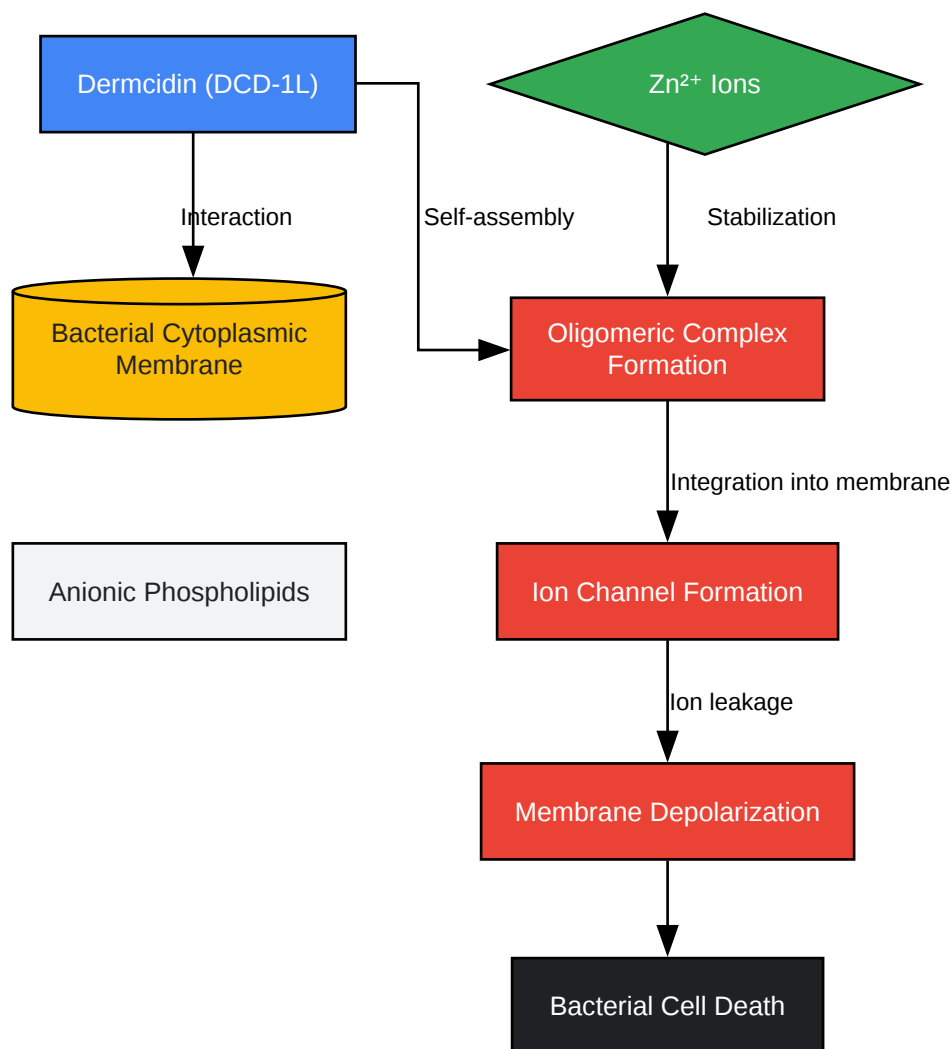 Dermcidin (DCD-1L)
Zn²⁺ Ions
Interaction
Self-assembly
Stabilization
Bacterial Cytoplasmic
Membrane
Oligomeric Complex
Formation
Integration into membrane
Anionic Phospholipids
Ion Channel Formation
Ion leakage
Membrane Depolarization
Bacterial Cell Death